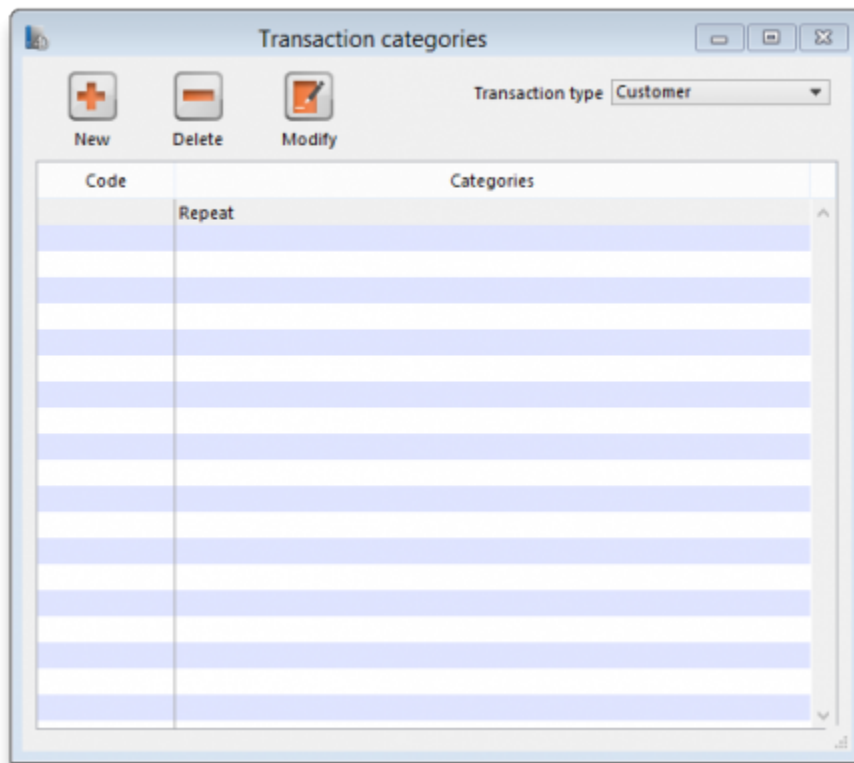 Transaction categories
Transaction type Customer
New Delete Modify
Code Categories
Repeat